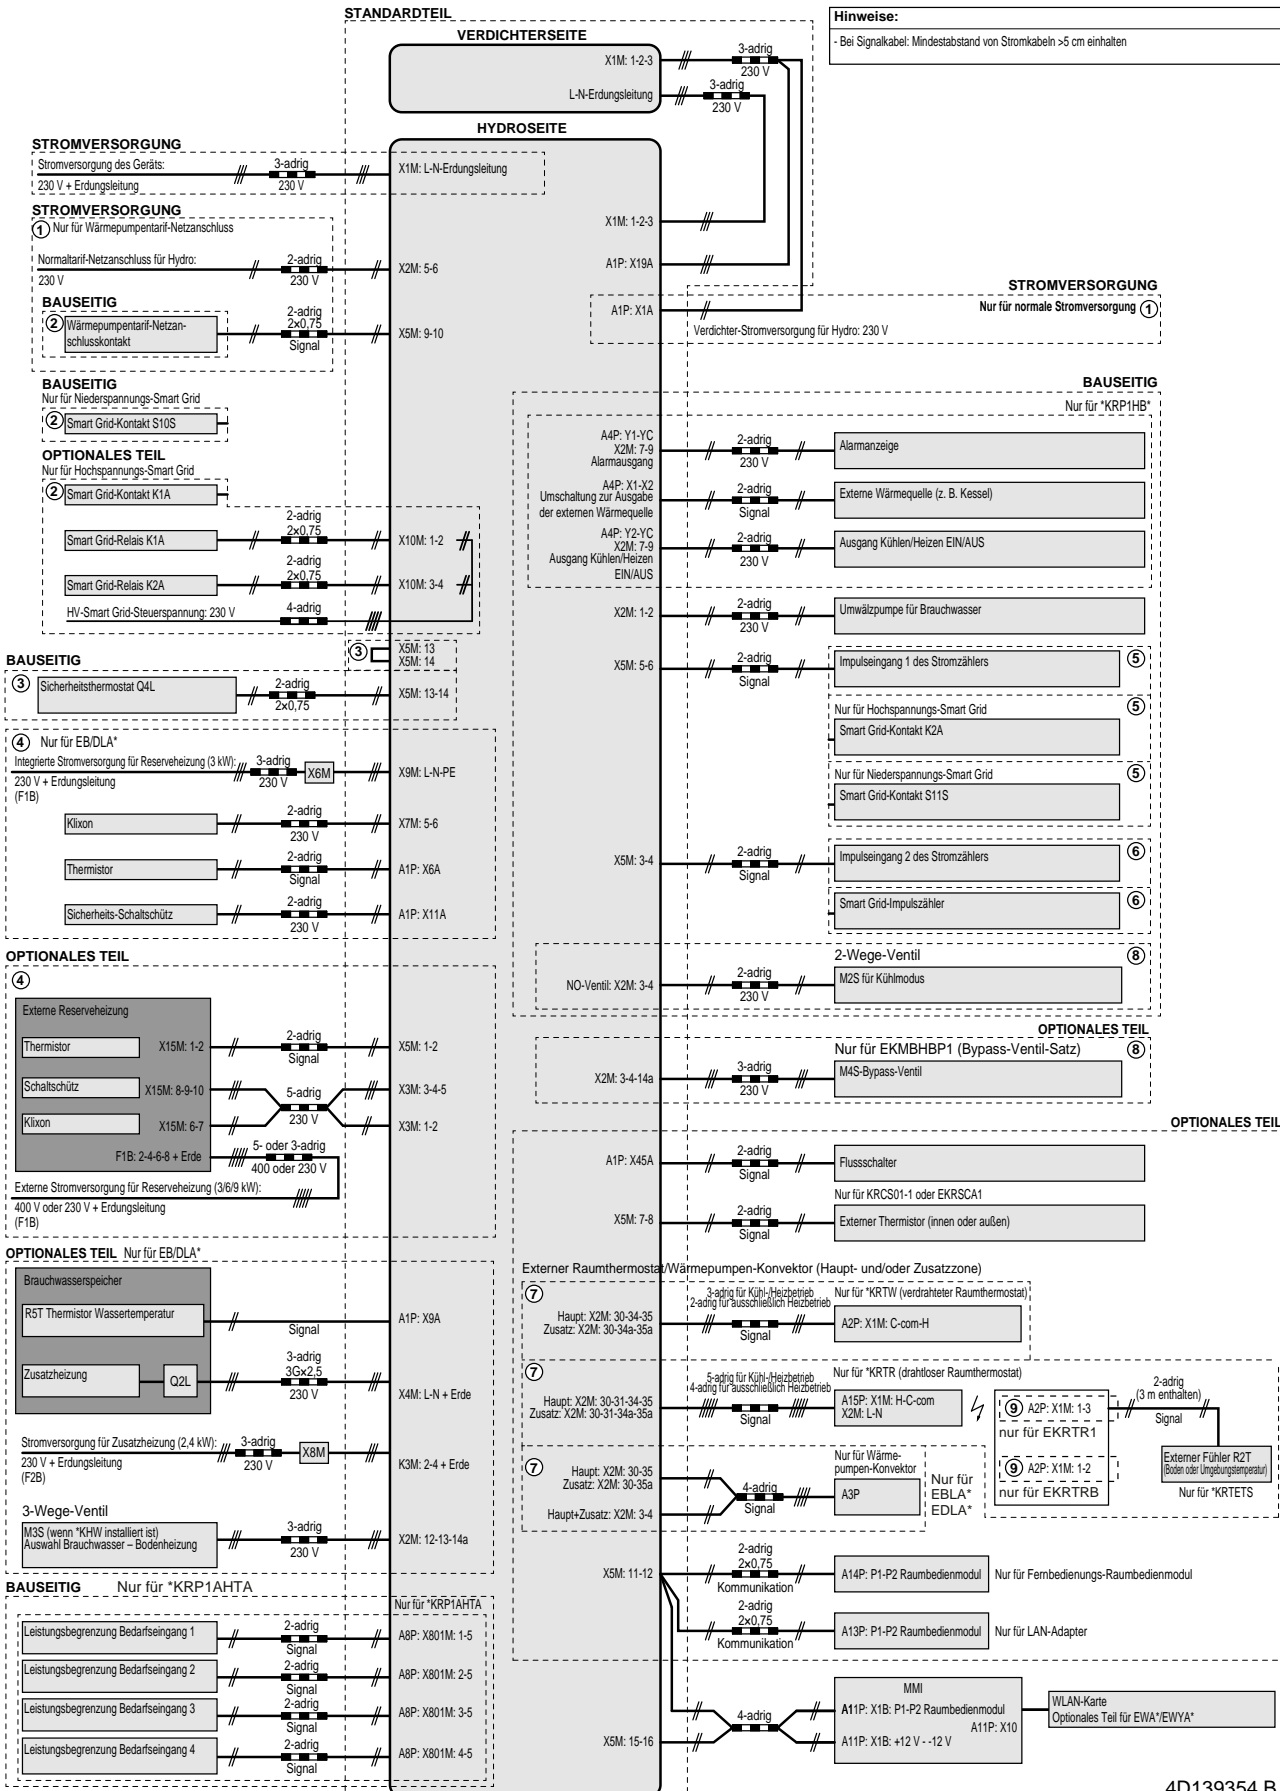 STANDARDTEIL
Hinweise:
- Bei Signalkabel: Mindestabstand von Stromkabeln >5 cm einhalten
VERDICHTERSEITE
X1M: 1-2-3
3-adrig
230 V
L-N-Erdungsleitung
3-adrig
230 V
HYDROSEITE
STROMVERSORGUNG
Stromversorgung des Geräts:
230 V + Erdungsleitung
3-adrig
230 V
X1M: L-N-Erdungsleitung
STROMVERSORGUNG
1 Nur für Wärmepumpentarif-Netzanschluss
Normaltarif-Netzanschluss für Hydro:
230 V
2-adrig
230 V
X2M: 5-6
BAUSEITIG
2 Wärmepumpentarif-Netzan-
schlusskontakt
2-adrig
2×0,75
Signal
X5M: 9-10
X1M: 1-2-3
A1P: X19A
A1P: X1A
STROMVERSORGUNG
Nur für normale Stromversorgung 1
Verdichter-Stromversorgung für Hydro: 230 V
BAUSEITIG
Nur für Niederspannungs-Smart Grid
2 Smart Grid-Kontakt S10S
OPTIONALES TEIL
Nur für Hochspannungs-Smart Grid
2 Smart Grid-Kontakt K1A
Smart Grid-Relais K1A
2-adrig
2×0,75
X10M: 1-2
Smart Grid-Relais K2A
2-adrig
2×0,75
X10M: 3-4
HV-Smart Grid-Steuerspannung: 230 V
4-adrig
3
X5M: 13
X5M: 14
BAUSEITIG
3 Sicherheitsthermostat Q4L
2-adrig
2×0,75
X5M: 13-14
4 Nur für EB/DLA*
Integrierte Stromversorgung für Reserveheizung (3 kW):
230 V + Erdungsleitung
(F1B)
3-adrig
230 V
X6M
X9M: L-N-PE
Klixon
2-adrig
230 V
X7M: 5-6
Thermistor
2-adrig
Signal
A1P: X6A
Sicherheits-Schaltschütz
2-adrig
230 V
A1P: X11A
OPTIONALES TEIL
4
Externe Reserveheizung
Thermistor
X15M: 1-2
2-adrig
Signal
X5M: 1-2
Schaltschütz
X15M: 8-9-10
5-adrig
230 V
X3M: 3-4-5
Klixon
X15M: 6-7
X3M: 1-2
F1B: 2-4-6-8 + Erde
5- oder 3-adrig
400 oder 230 V
Externe Stromversorgung für Reserveheizung (3/6/9 kW):
400 V oder 230 V + Erdungsleitung
(F1B)
OPTIONALES TEIL Nur für EB/DLA*
Brauchwasserspeicher
R5T Thermistor Wassertemperatur
Signal
A1P: X9A
Zusatzheizung
Q2L
3-adrig
3G×2,5
230 V
X4M: L-N + Erde
Stromversorgung für Zusatzheizung (2,4 kW):
230 V + Erdungsleitung
(F2B)
3-adrig
230 V
X8M
K3M: 2-4 + Erde
3-Wege-Ventil
M3S (wenn *KHW installiert ist)
Auswahl Brauchwasser – Bodenheizung
3-adrig
230 V
X2M: 12-13-14a
BAUSEITIG Nur für *KRP1AHTA
Nur für *KRP1AHTA
Leistungsbegrenzung Bedarfseingang 1
2-adrig
Signal
A8P: X801M: 1-5
Leistungsbegrenzung Bedarfseingang 2
2-adrig
Signal
A8P: X801M: 2-5
Leistungsbegrenzung Bedarfseingang 3
2-adrig
Signal
A8P: X801M: 3-5
Leistungsbegrenzung Bedarfseingang 4
2-adrig
Signal
A8P: X801M: 4-5
BAUSEITIG
Nur für *KRP1HB*
A4P: Y1-YC
X2M: 7-9
Alarmausgang
2-adrig
230 V
Alarmanzeige
A4P: X1-X2
Umschaltung zur Ausgabe
der externen Wärmequelle
2-adrig
Signal
Externe Wärmequelle (z. B. Kessel)
A4P: Y2-YC
X2M: 7-9
Ausgang Kühlen/Heizen
EIN/AUS
2-adrig
230 V
Ausgang Kühlen/Heizen EIN/AUS
X2M: 1-2
2-adrig
230 V
Umwälzpumpe für Brauchwasser
X5M: 5-6
2-adrig
Signal
Impulseingang 1 des Stromzählers
5
Nur für Hochspannungs-Smart Grid
5
Smart Grid-Kontakt K2A
Nur für Niederspannungs-Smart Grid
5
Smart Grid-Kontakt S11S
X5M: 3-4
2-adrig
Signal
Impulseingang 2 des Stromzählers
6
Smart Grid-Impulszähler
6
2-Wege-Ventil
8
NO-Ventil: X2M: 3-4
2-adrig
230 V
M2S für Kühlmodus
OPTIONALES TEIL
Nur für EKMBHBP1 (Bypass-Ventil-Satz)
8
X2M: 3-4-14a
3-adrig
230 V
M4S-Bypass-Ventil
OPTIONALES TEIL
A1P: X45A
2-adrig
Signal
Flussschalter
Nur für KRCS01-1 oder EKRSCA1
X5M: 7-8
2-adrig
Signal
Externer Thermistor (innen oder außen)
Externer Raumthermostat/Wärmepumpen-Konvektor (Haupt- und/oder Zusatzzone)
7
Haupt: X2M: 30-34-35
Zusatz: X2M: 30-34a-35a
3-adrig für Kühl-/Heizbetrieb
2-adrig für ausschließlich Heizbetrieb
Signal
Nur für *KRTW (verdrahteter Raumthermostat)
A2P: X1M: C-com-H
7
Haupt: X2M: 30-31-34-35
Zusatz: X2M: 30-31-34a-35a
5-adrig für Kühl-/Heizbetrieb
4-adrig für ausschließlich Heizbetrieb
Signal
Nur für *KRTR (drahtloser Raumthermostat)
A15P: X1M: H-C-com
X2M: L-N
9 A2P: X1M: 1-3
nur für EKRTR1
9 A2P: X1M: 1-2
nur für EKRTRB
2-adrig
(3 m enthalten)
Signal
Externer Fühler R2T
(Boden oder Umgebungstemperatur)
Nur für *KRTETS
7
Haupt: X2M: 30-35
Zusatz: X2M: 30-35a
Haupt+Zusatz: X2M: 3-4
4-adrig
Signal
Nur für Wärme-
pumpen-Konvektor
A3P
Nur für
EBLA*
EDLA*
X5M: 11-12
2-adrig
2×0,75
Kommunikation
A14P: P1-P2 Raumbedienmodul
Nur für Fernbedienungs-Raumbedienmodul
2-adrig
2×0,75
Kommunikation
A13P: P1-P2 Raumbedienmodul
Nur für LAN-Adapter
X5M: 15-16
4-adrig
MMI
A11P: X1B: P1-P2 Raumbedienmodul
A11P: X10
A11P: X1B: +12 V - -12 V
WLAN-Karte
Optionales Teil für EWA*/EWYA*
4D139354 B